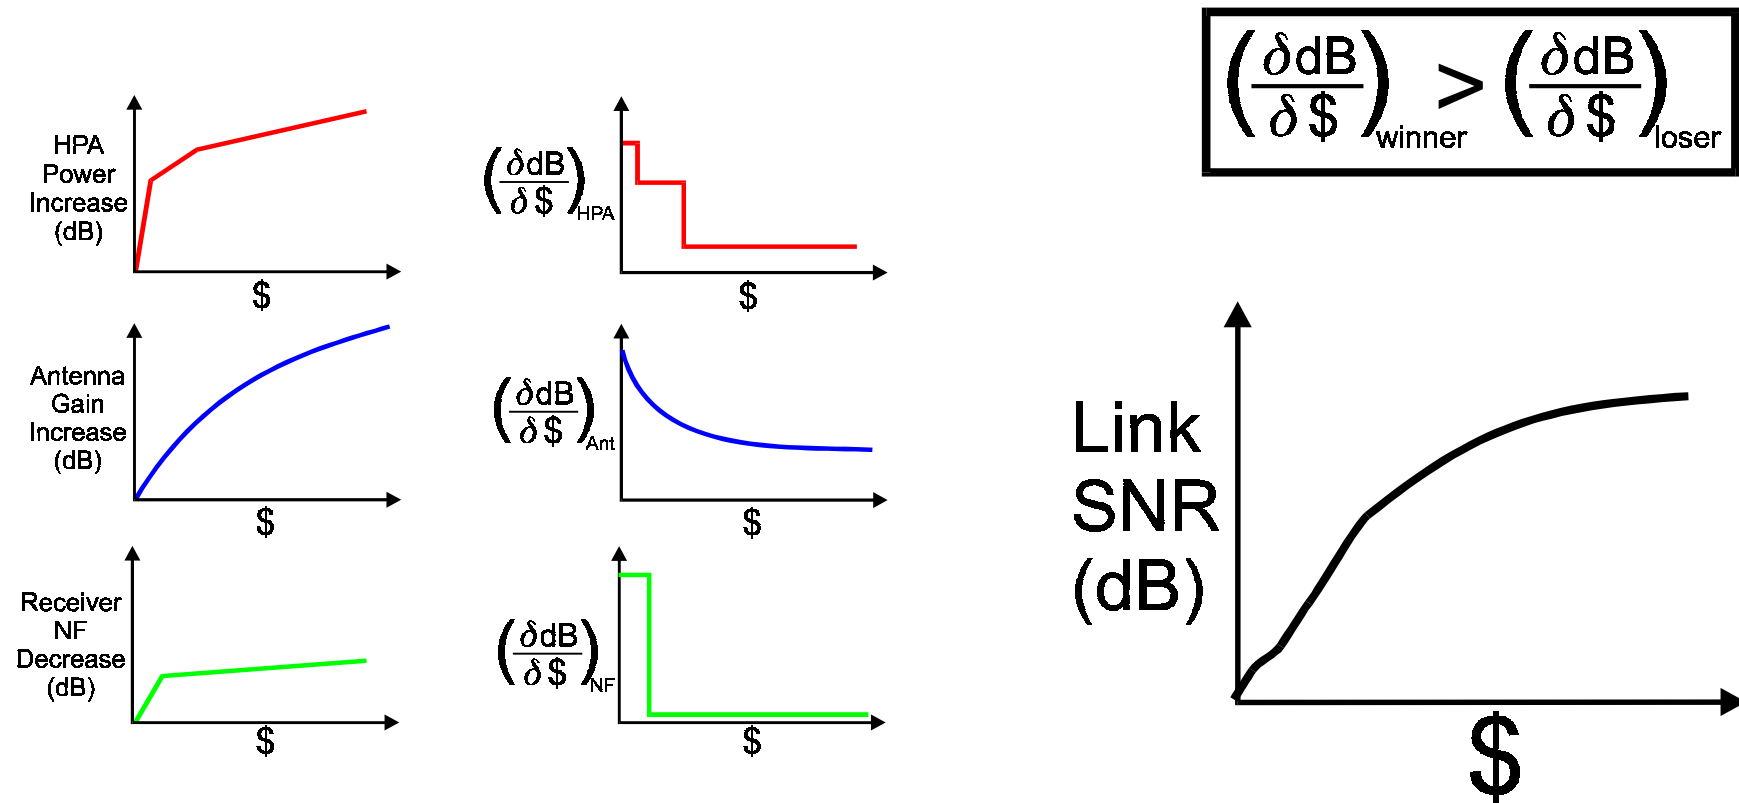 HPA
Power
Increase
(dB)
$
(δdB/δ$)HPA
$
Antenna
Gain
Increase
(dB)
$
(δdB/δ$)Ant
$
Receiver
NF
Decrease
(dB)
$
(δdB/δ$)NF
$
(δdB/δ$)winner > (δdB/δ$)loser
Link
SNR
(dB)
$